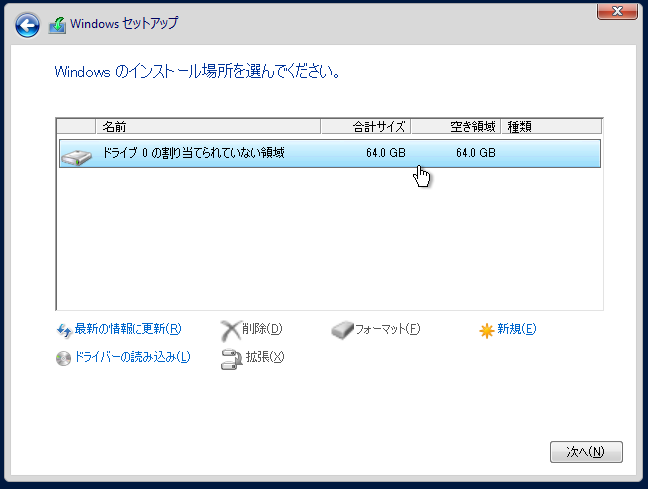 Windows セットアップ
Windows のインストール場所を選んでください。
名前 合計サイズ 空き領域 種類
ドライブ 0 の割り当てられていない領域 64.0 GB 64.0 GB
最新の情報に更新(R) 削除(D) フォーマット(F) 新規(E)
ドライバーの読み込み(L) 拡張(X)
次へ(N)